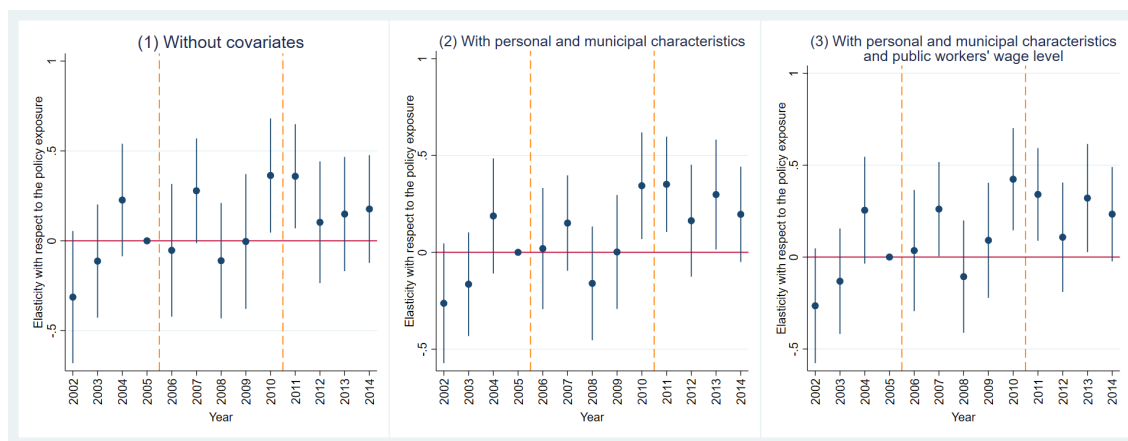 (1) Without covariates
Elasticity with respect to the policy exposure
1
.5
0
-.5
2002 2003 2004 2005 2006 2007 2008 2009 2010 2011 2012 2013 2014
Year
(2) With personal and municipal characteristics
Elasticity with respect to the policy exposure
1
.5
0
-.5
2002 2003 2004 2005 2006 2007 2008 2009 2010 2011 2012 2013 2014
Year
(3) With personal and municipal characteristics
and public workers' wage level
Elasticity with respect to the policy exposure
1
.5
0
-.5
2002 2003 2004 2005 2006 2007 2008 2009 2010 2011 2012 2013 2014
Year